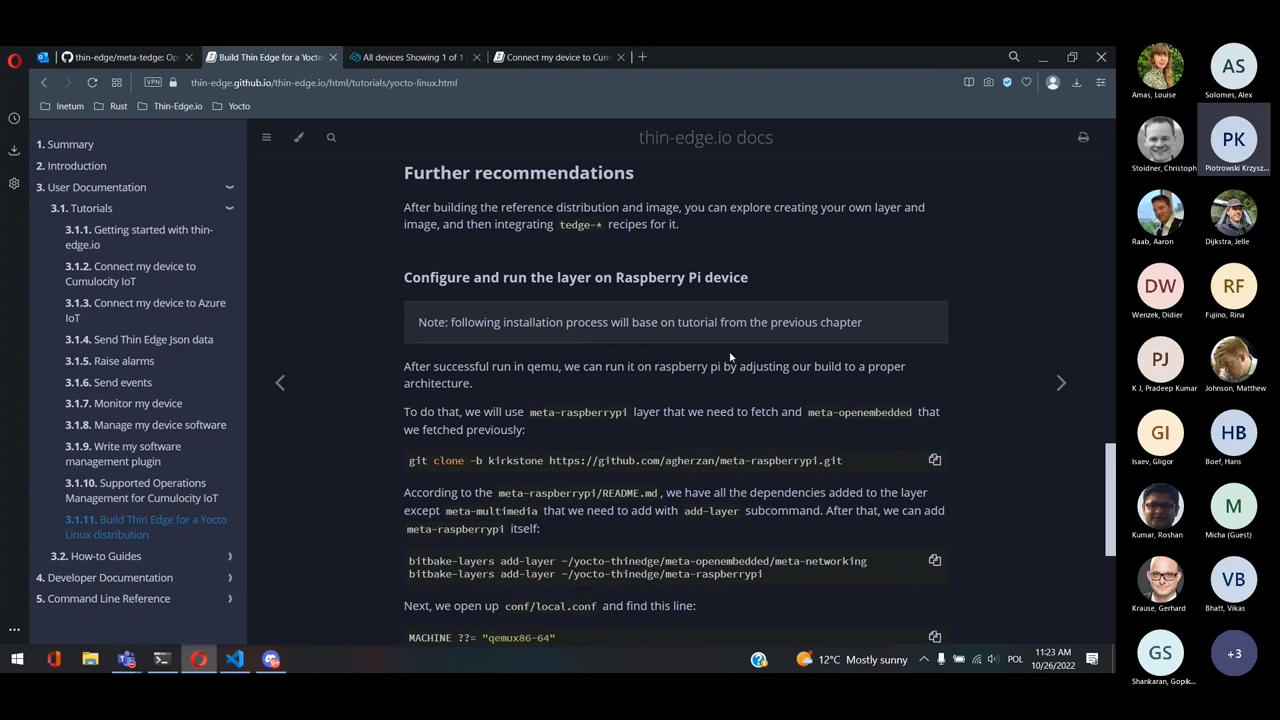 thin-edge/meta-tedge: Op
Build Thin Edge for a Yocto
All devices Showing 1 of 1
Connect my device to Cum
VPN
thin-edge.github.io/thin-edge.io/html/tutorials/yocto-linux.html
Inetum
Rust
Thin-Edge.io
Yocto
1. Summary
2. Introduction
3. User Documentation
3.1. Tutorials
3.1.1. Getting started with thin-
edge.io
3.1.2. Connect my device to
Cumulocity IoT
3.1.3. Connect my device to Azure
IoT
3.1.4. Send Thin Edge Json data
3.1.5. Raise alarms
3.1.6. Send events
3.1.7. Monitor my device
3.1.8. Manage my device software
3.1.9. Write my software
management plugin
3.1.10. Supported Operations
Management for Cumulocity IoT
3.1.11. Build Thin Edge for a Yocto
Linux distribution
3.2. How-to Guides
4. Developer Documentation
5. Command Line Reference
thin-edge.io docs
Further recommendations
After building the reference distribution and image, you can explore creating your own layer and
image, and then integrating tedge-* recipes for it.
Configure and run the layer on Raspberry Pi device
Note: following installation process will base on tutorial from the previous chapter
After successful run in qemu, we can run it on raspberry pi by adjusting our build to a proper
architecture.
To do that, we will use meta-raspberrypi layer that we need to fetch and meta-openembedded that
we fetched previously:
git clone -b kirkstone https://github.com/agherzan/meta-raspberrypi.git
According to the meta-raspberrypi/README.md, we have all the dependencies added to the layer
except meta-multimedia that we need to add with add-layer subcommand. After that, we can add
meta-raspberrypi itself:
bitbake-layers add-layer ~/yocto-thinedge/meta-openembedded/meta-networking
bitbake-layers add-layer ~/yocto-thinedge/meta-raspberrypi
Next, we open up conf/local.conf and find this line:
MACHINE ??= "qemux86-64"
12°C Mostly sunny
POL
11:23 AM
10/26/2022
Amas, Louise
AS
Solomes, Alex
Stoidner, Christoph
PK
Piotrowski Krzysz...
Raab, Aaron
Dijkstra, Jelle
DW
Wenzek, Didier
RF
Fujino, Rina
PJ
K J, Pradeep Kumar
Johnson, Matthew
GI
Isaev, Gligor
HB
Boef, Hans
Kumar, Roshan
M
Micha (Guest)
Krause, Gerhard
VB
Bhatt, Vikas
GS
Shankaran, Gopik...
+3